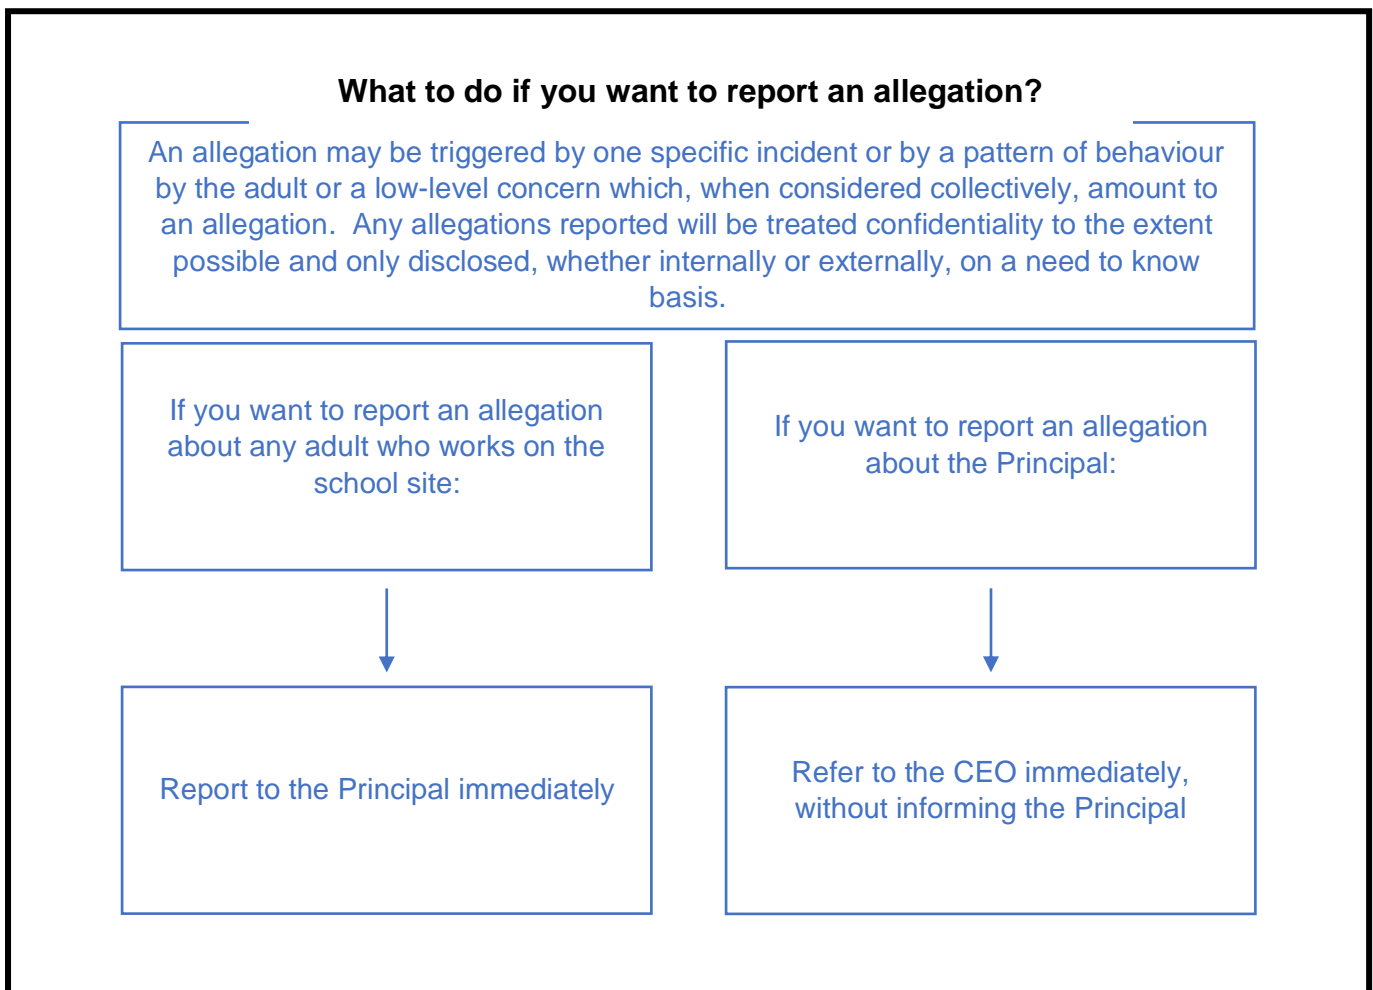 What to do if you want to report an allegation?
An allegation may be triggered by one specific incident or by a pattern of behaviour
by the adult or a low-level concern which, when considered collectively, amount to
an allegation.  Any allegations reported will be treated confidentiality to the extent
possible and only disclosed, whether internally or externally, on a need to know
basis.
If you want to report an allegation
about any adult who works on the
school site:
If you want to report an allegation
about the Principal:
Report to the Principal immediately
Refer to the CEO immediately,
without informing the Principal